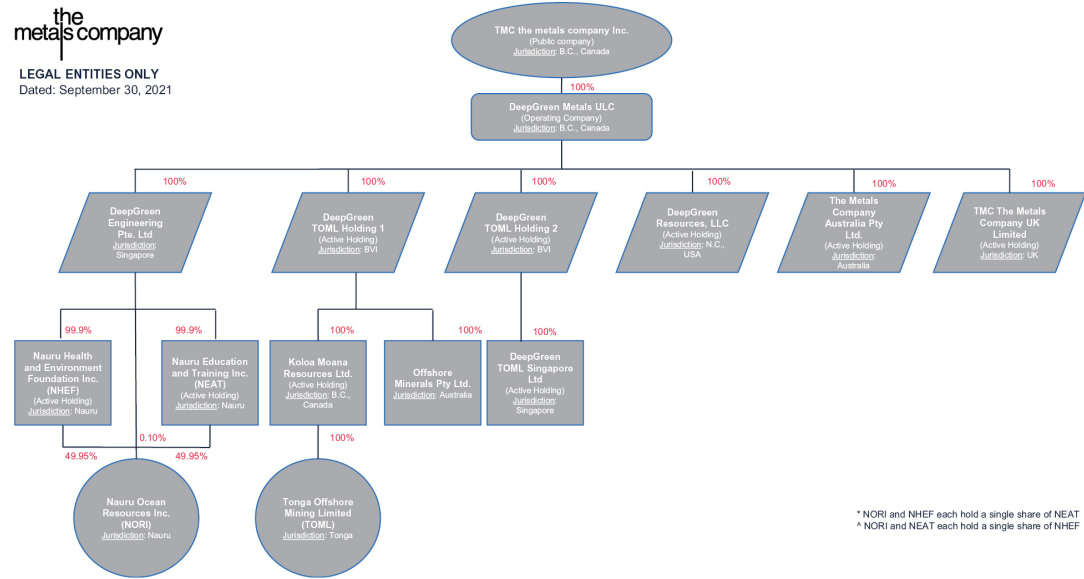 the
metals company
LEGAL ENTITIES ONLY
Dated: September 30, 2021
TMC the metals company Inc.
(Public company)
Jurisdiction: B.C., Canada
100%
DeepGreen Metals ULC
(Operating Company)
Jurisdiction: B.C., Canada
100%
100%
100%
100%
100%
100%
DeepGreen
Engineering
Pte. Ltd
Jurisdiction:
Singapore
DeepGreen
TOML Holding 1
(Active Holding)
Jurisdiction: BVI
DeepGreen
TOML Holding 2
(Active Holding)
Jurisdiction: BVI
DeepGreen
Resources, LLC
(Active Holding)
Jurisdiction: N.C.,
USA
The Metals
Company
Australia Pty
Ltd.
(Active Holding)
Jurisdiction:
Australia
TMC The Metals
Company UK
Limited
(Active Holding)
Jurisdiction: UK
99.9%
99.9%
100%
100%
100%
Nauru Health
and Environment
Foundation Inc.
(NHEF)
(Active Holding)
Jurisdiction: Nauru
Nauru Education
and Training Inc.
(NEAT)
(Active Holding)
Jurisdiction: Nauru
Koloa Moana
Resources Ltd.
(Active Holding)
Jurisdiction: B.C.,
Canada
Offshore
Minerals Pty Ltd.
Jurisdiction: Australia
DeepGreen
TOML Singapore
Ltd
(Active Holding)
Jurisdiction:
Singapore
0.10%
49.95%
49.95%
100%
Nauru Ocean
Resources Inc.
(NORI)
Jurisdiction: Nauru
Tonga Offshore
Mining Limited
(TOML)
Jurisdiction: Tonga
* NORI and NHEF each hold a single share of NEAT
^ NORI and NEAT each hold a single share of NHEF